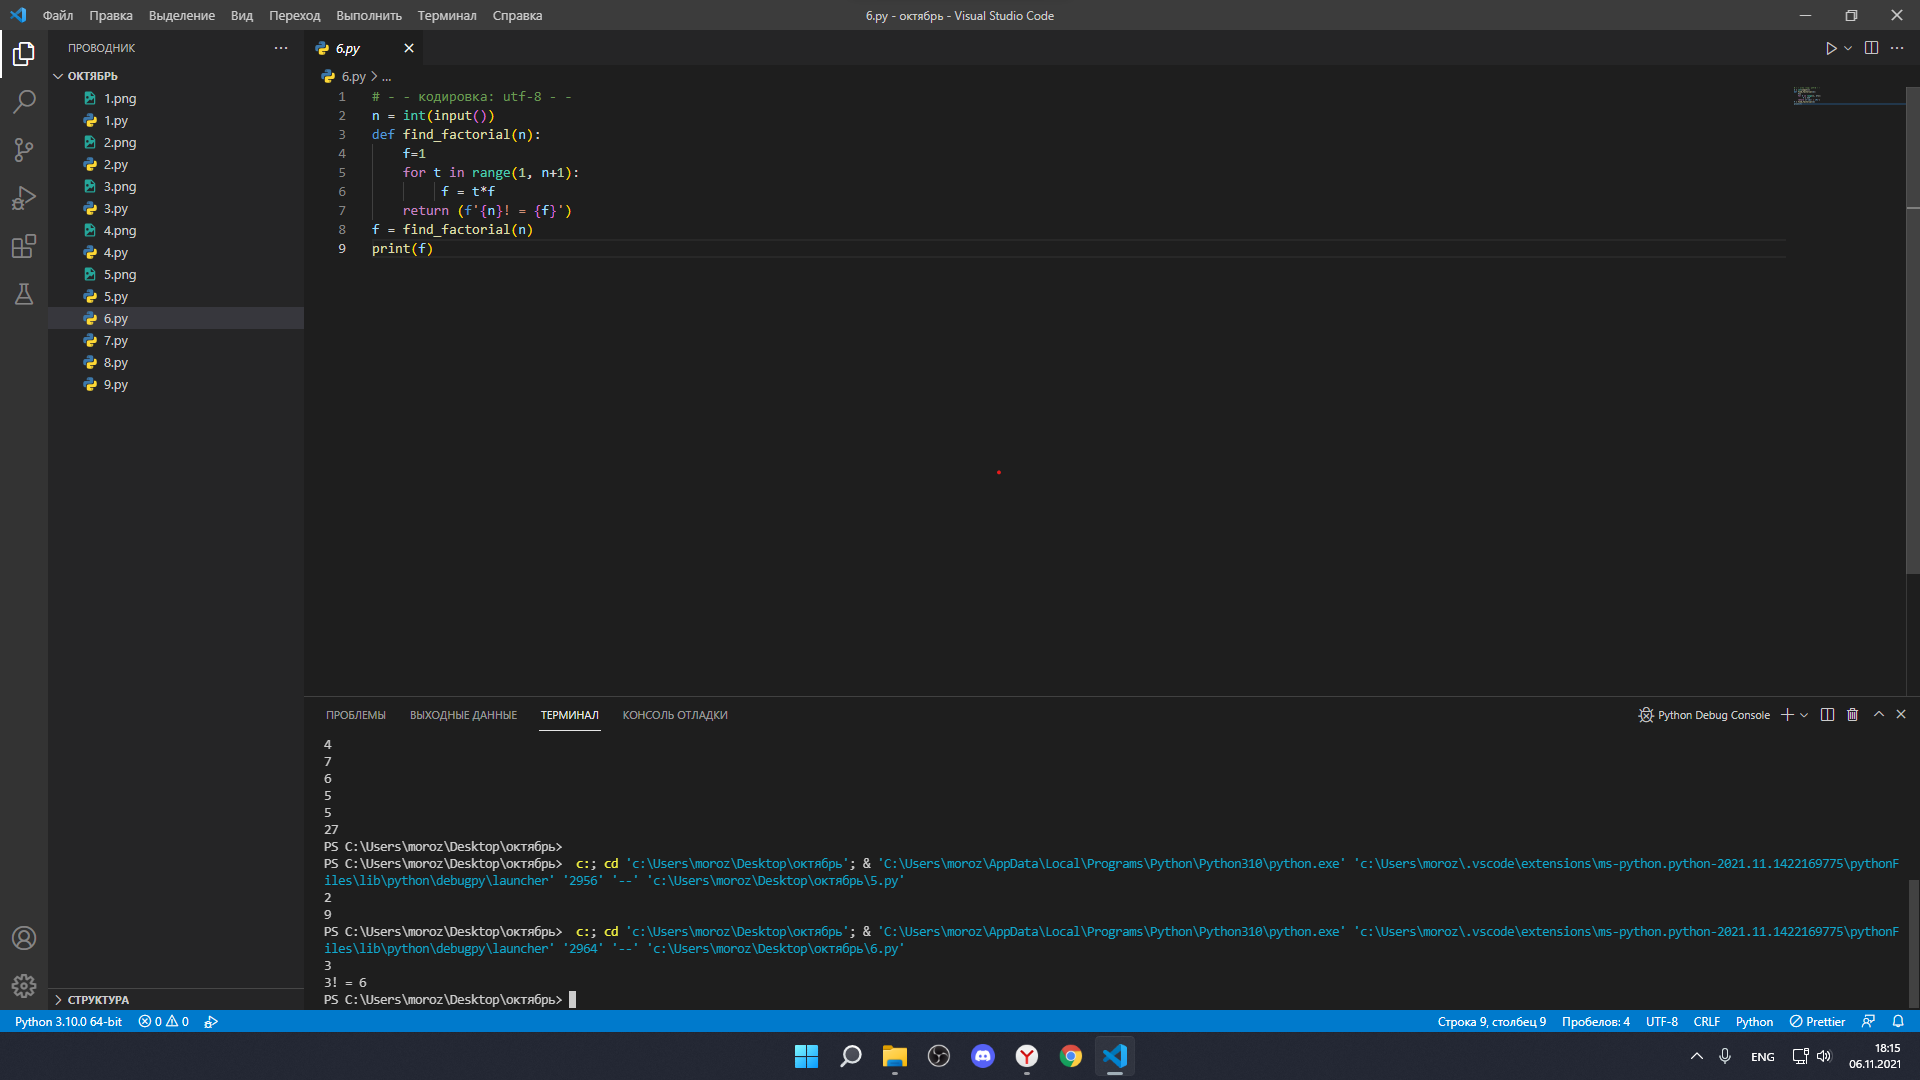 Файл Правка Выделение Вид Переход Выполнить Терминал Справка
6.py - октябрь - Visual Studio Code
ПРОВОДНИК
ОКТЯБРЬ
1.png
1.py
2.png
2.py
3.png
3.py
4.png
4.py
5.png
5.py
6.py
7.py
8.py
9.py
СТРУКТУРА
6.py
6.py > ...
1 # - - кодировка: utf-8 - -
2 n = int(input())
3 def find_factorial(n):
4 f=1
5 for t in range(1, n+1):
6 f = t*f
7 return (f'{n}! = {f}')
8 f = find_factorial(n)
9 print(f)
ПРОБЛЕМЫ ВЫХОДНЫЕ ДАННЫЕ ТЕРМИНАЛ КОНСОЛЬ ОТЛАДКИ
Python Debug Console
4
7
6
5
5
27
PS C:\Users\moroz\Desktop\октябрь>
PS C:\Users\moroz\Desktop\октябрь> c:; cd 'c:\Users\moroz\Desktop\октябрь'; & 'C:\Users\moroz\AppData\Local\Programs\Python\Python310\python.exe' 'c:\Users\moroz\.vscode\extensions\ms-python.python-2021.11.1422169775\pythonF
iles\lib\python\debugpy\launcher' '2956' '--' 'c:\Users\moroz\Desktop\октябрь\5.py'
2
9
PS C:\Users\moroz\Desktop\октябрь> c:; cd 'c:\Users\moroz\Desktop\октябрь'; & 'C:\Users\moroz\AppData\Local\Programs\Python\Python310\python.exe' 'c:\Users\moroz\.vscode\extensions\ms-python.python-2021.11.1422169775\pythonF
iles\lib\python\debugpy\launcher' '2964' '--' 'c:\Users\moroz\Desktop\октябрь\6.py'
3
3! = 6
PS C:\Users\moroz\Desktop\октябрь>
Python 3.10.0 64-bit 0 0
Строка 9, столбец 9 Пробелов: 4 UTF-8 CRLF Python Prettier
ENG
18:15
06.11.2021